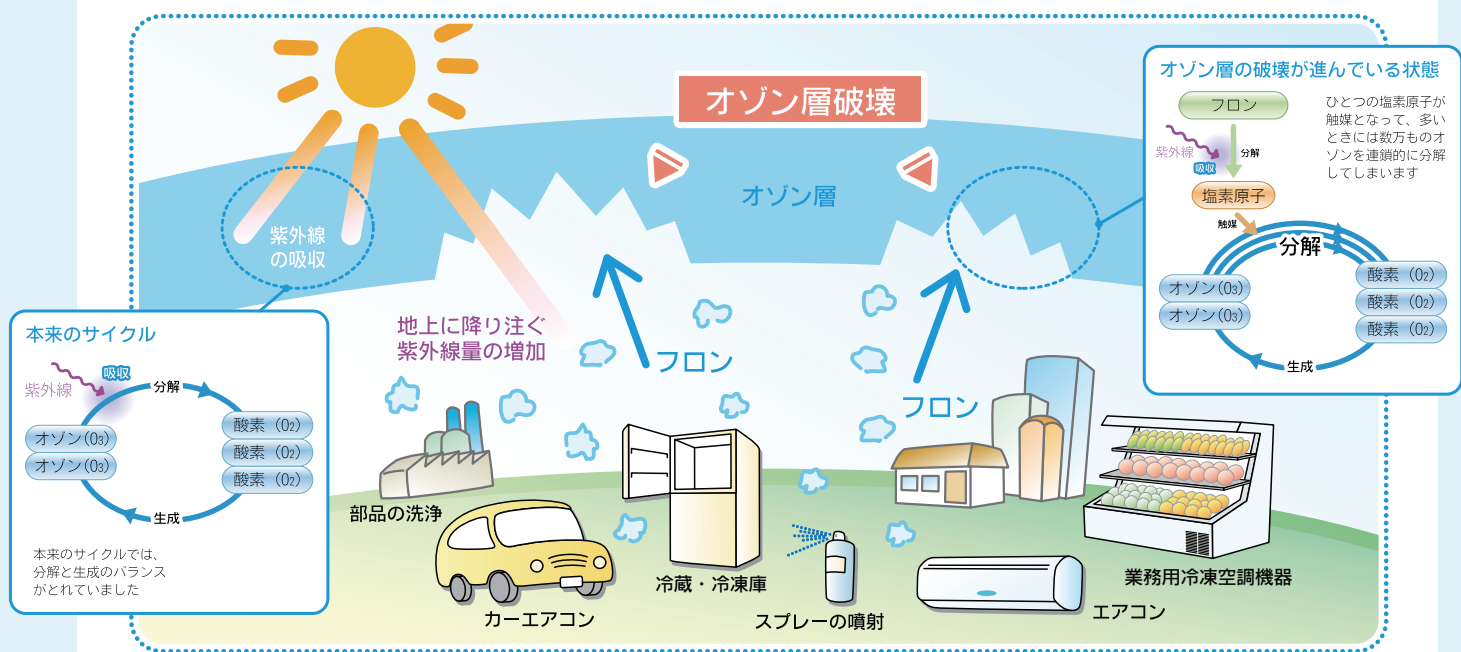 オゾン層破壊
オゾン層
紫外線
の吸収
地上に降り注ぐ
紫外線量の増加
フロン
フロン
部品の洗浄
カーエアコン
冷蔵・冷凍庫
スプレーの噴射
エアコン
業務用冷凍空調機器
本来のサイクル
紫外線
吸収
分解
オゾン(O₃)
オゾン(O₃)
酸素(O₂)
酸素(O₂)
酸素(O₂)
生成
本来のサイクルでは、
分解と生成のバランス
がとれていました
オゾン層の破壊が進んでいる状態
フロン
紫外線
吸収
分解
塩素原子
触媒
ひとつの塩素原子が
触媒となって、多い
ときには数万ものオ
ゾンを連鎖的に分解
してしまいます
分解
オゾン(O₃)
オゾン(O₃)
酸素(O₂)
酸素(O₂)
酸素(O₂)
生成